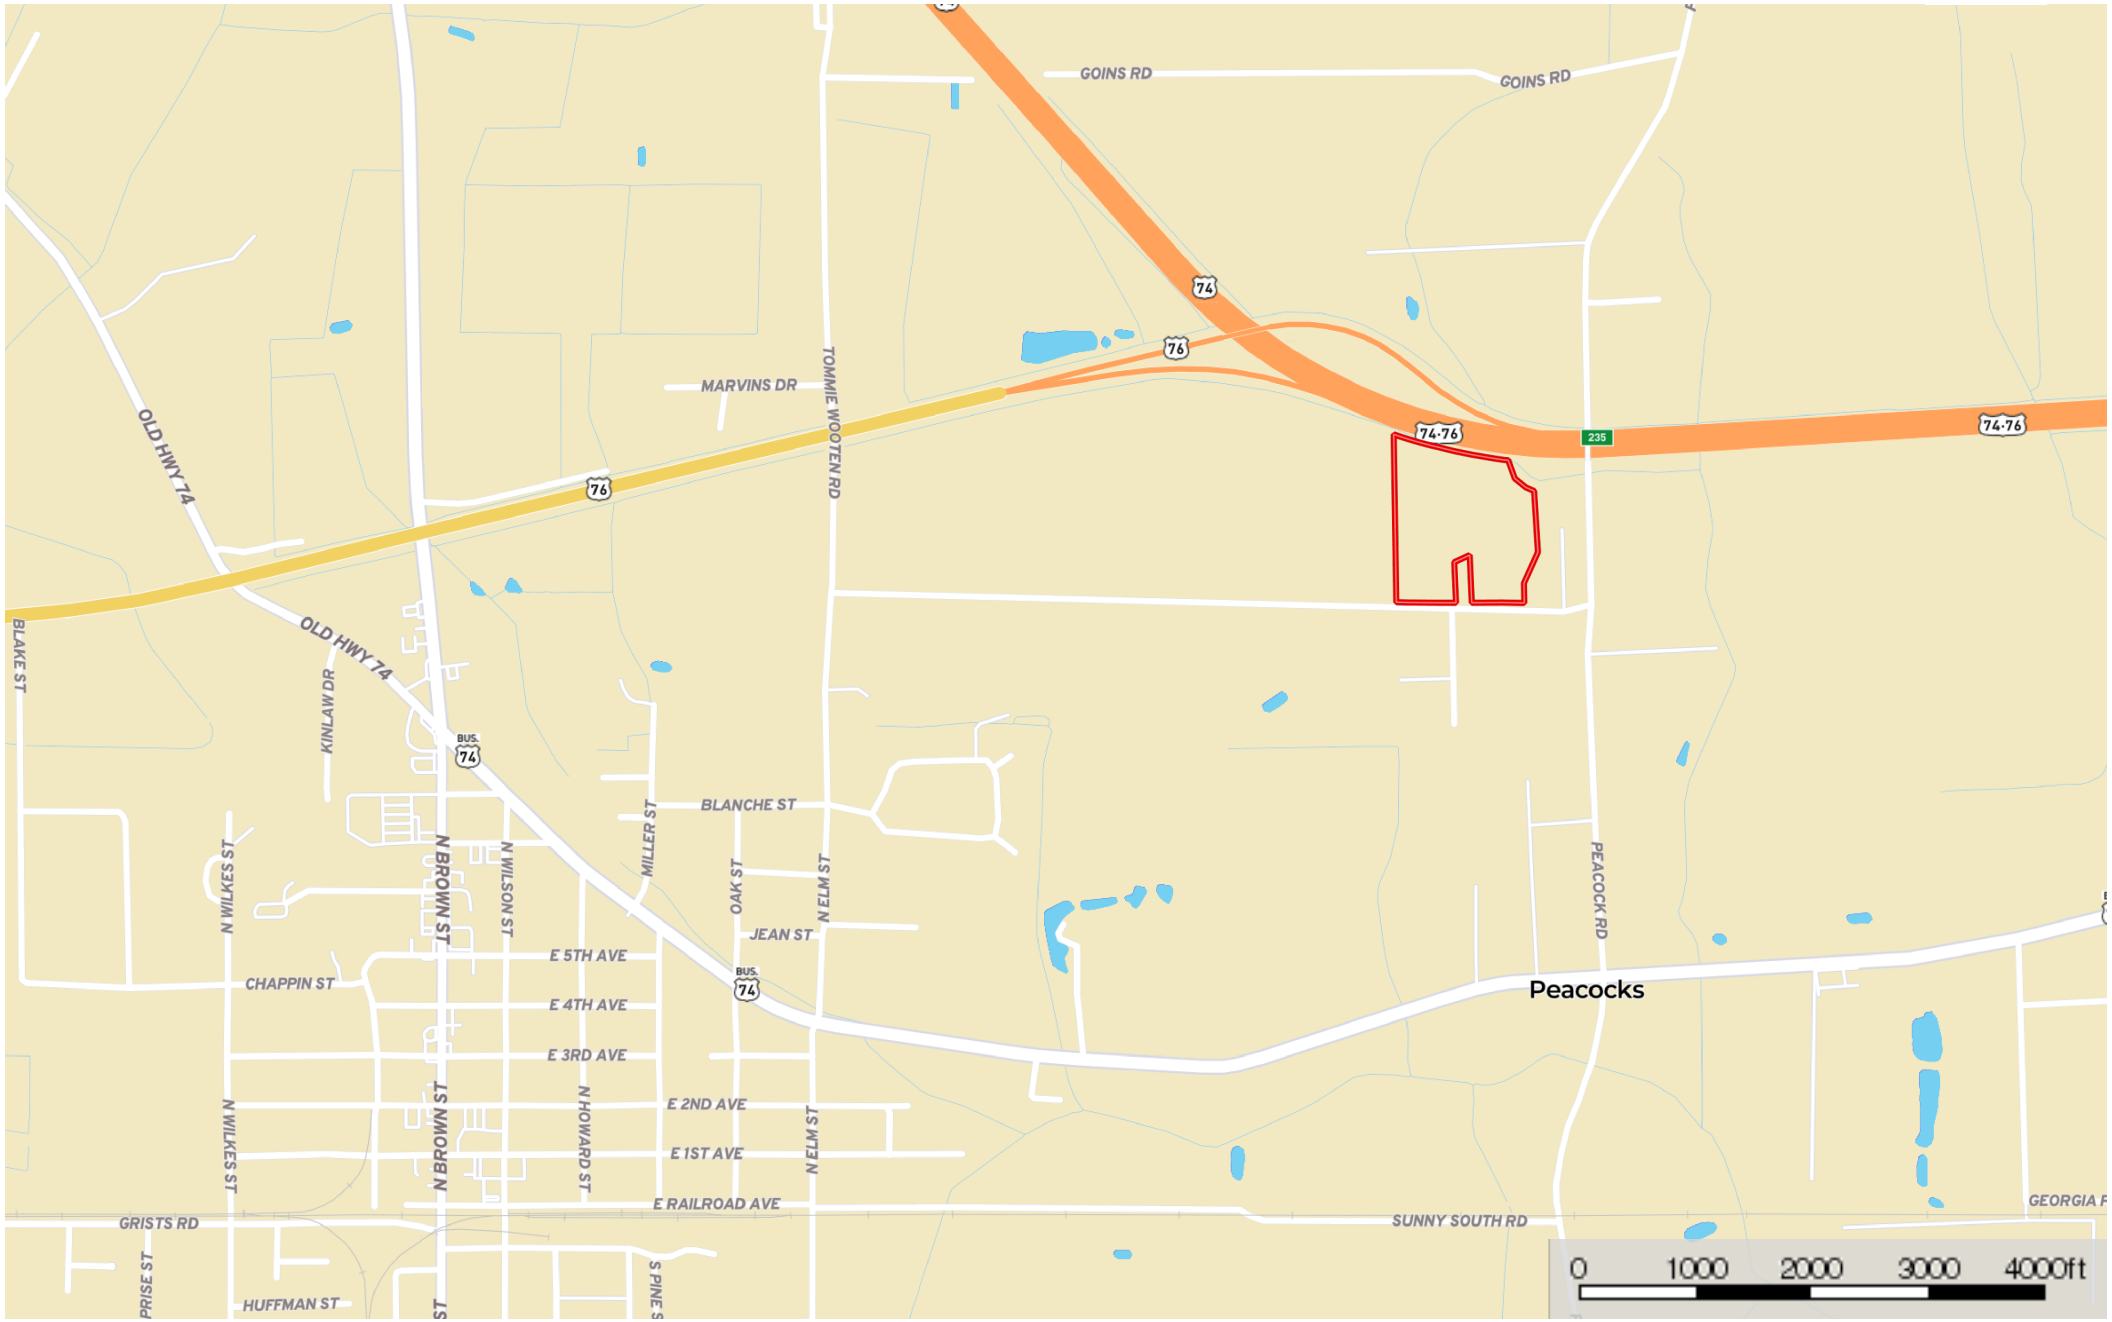 74
GOINS RD
GOINS RD
74
76
MARVINS DR
TOMMIE WOOTEN RD
74·76
235
74·76
OLD HWY 74
76
BLAKE ST
OLD HWY 74
KINLAW DR
BUS.
74
BLANCHE ST
MILLER ST
N WILKES ST
N BROWN ST
N WILSON ST
OAK ST
N ELM ST
PEACOCK RD
JEAN ST
E 5TH AVE
CHAPPIN ST
BUS.
74
Peacocks
E 4TH AVE
E 3RD AVE
N WILKES ST
N BROWN ST
N HOWARD ST
E 2ND AVE
N ELM ST
E 1ST AVE
E RAILROAD AVE
GEORGIA
GRISTS RD
SUNNY SOUTH RD
PRISE ST
S PINE S
HUFFMAN ST
ST
0 1000 2000 3000 4000ft